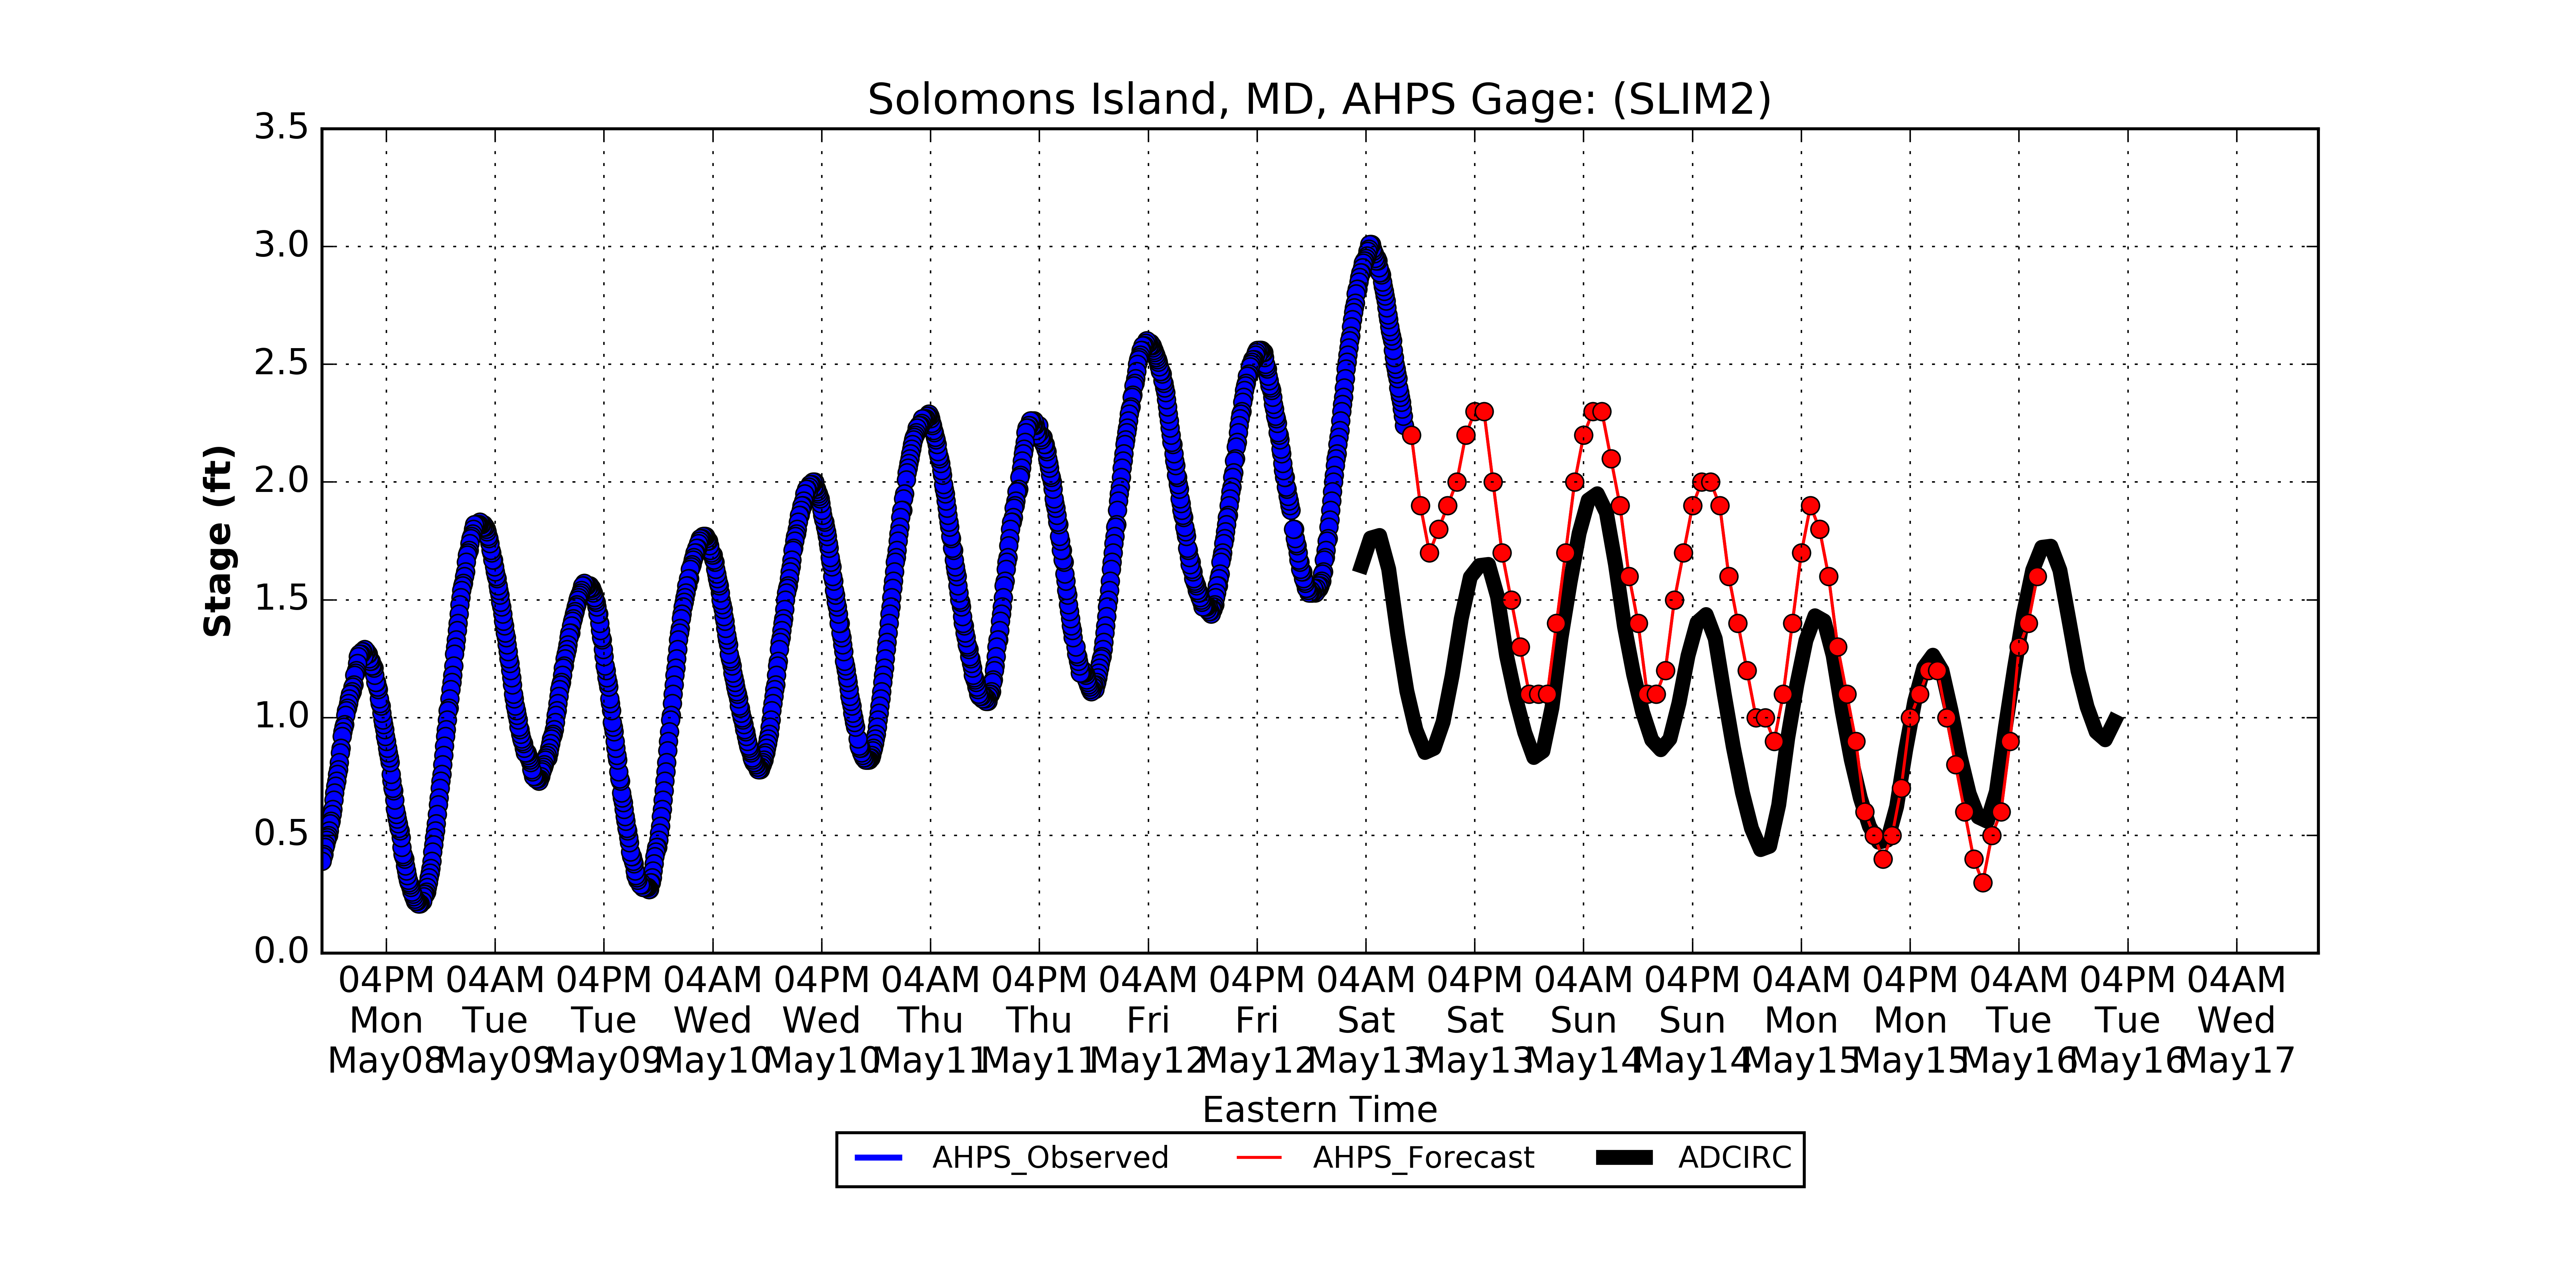 Solomons Island, MD, AHPS Gage: (SLIM2)
3.5
3.0
2.5
2.0
1.5
1.0
0.5
0.0
Stage (ft)
04PM 04AM 04PM 04AM 04PM 04AM 04PM 04AM 04PM 04AM 04PM 04AM 04PM 04AM 04PM 04AM 04PM 04AM
Mon Tue Tue Wed Wed Thu Thu Fri Fri Sat Sat Sun Sun Mon Mon Tue Tue Wed
May08 May09 May09 May10 May10 May11 May11 May12 May12 May13 May13 May14 May14 May15 May15 May16 May16 May17
Eastern Time
AHPS_Observed AHPS_Forecast ADCIRC